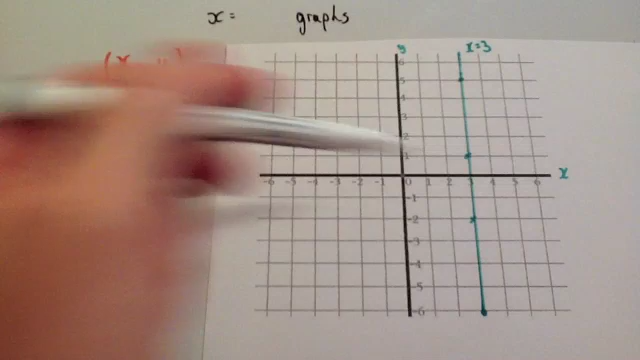 x =   graphs
(x  y)
y
x=3
6
5
4
3
2
1
x
-6 -5 -4 -3 -2 -1 0 1 2 3 4 5 6
-1
-2
-3
-4
-5
-6